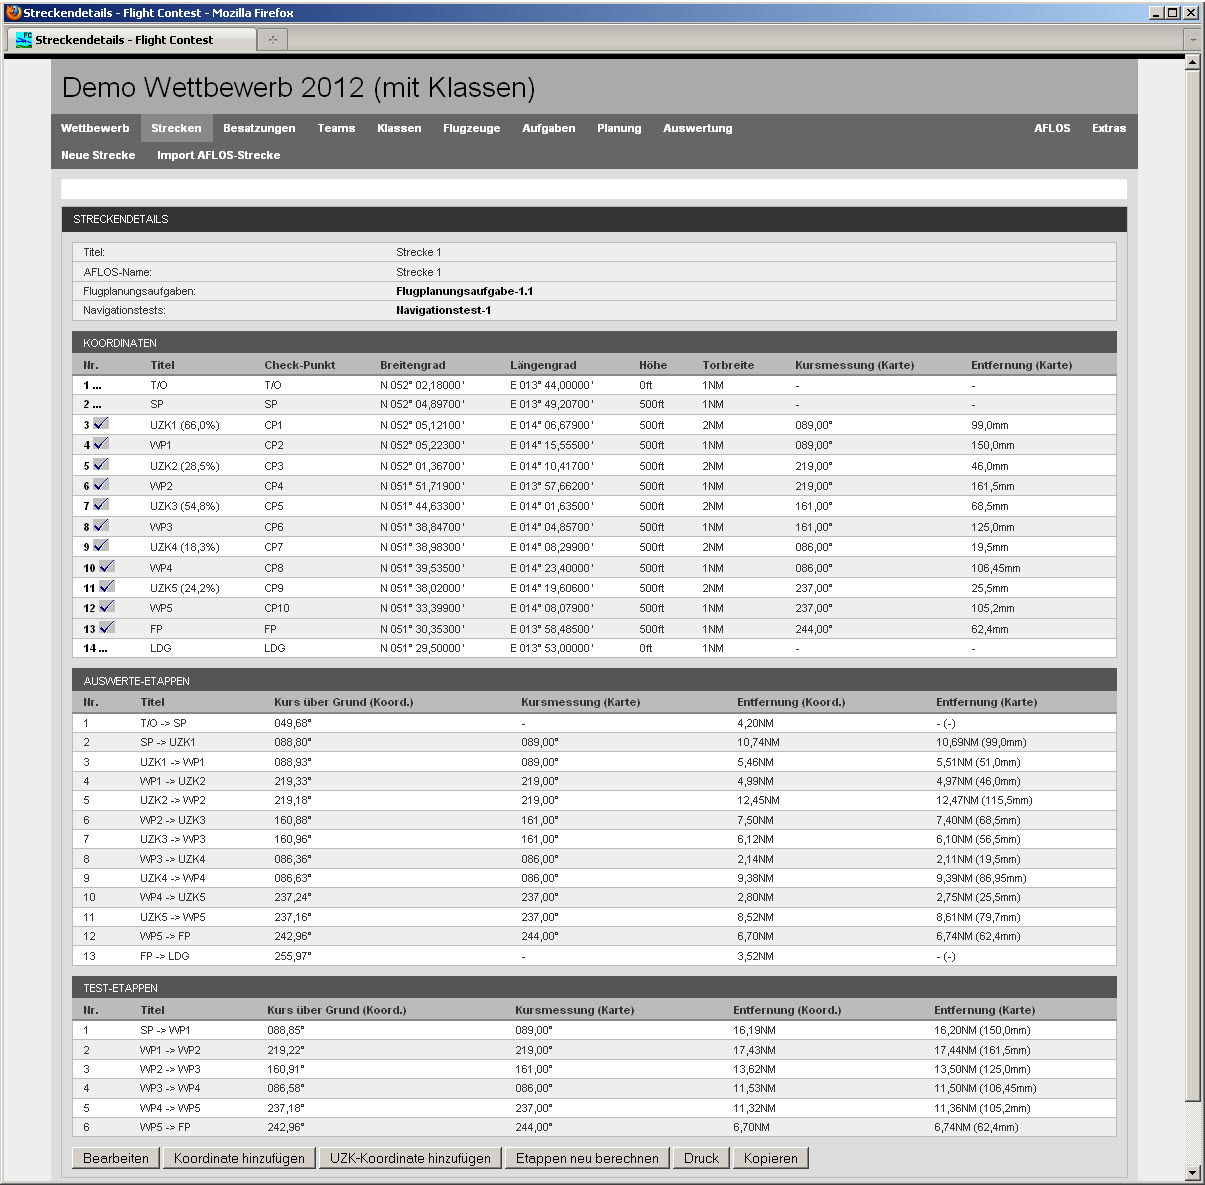 Streckendetails - Flight Contest - Mozilla Firefox
FC Streckendetails - Flight Contest
Demo Wettbewerb 2012 (mit Klassen)
Wettbewerb Strecken Besatzungen Teams Klassen Flugzeuge Aufgaben Planung Auswertung AFLOS Extras
Neue Strecke Import AFLOS-Strecke
STRECKENDETAILS
Titel: Strecke 1
AFLOS-Name: Strecke 1
Flugplanungsaufgaben: Flugplanungsaufgabe-1.1
Navigationstests: Navigationstest-1
KOORDINATEN
Nr. Titel Check-Punkt Breitengrad Längengrad Höhe Torbreite Kursmessung (Karte) Entfernung (Karte)
1 ... T/O T/O N 052° 02,18000' E 013° 44,00000' 0ft 1NM - -
2 ... SP SP N 052° 04,89700' E 013° 49,20700' 500ft 1NM - -
3 UZK1 (66,0%) CP1 N 052° 05,12100' E 014° 06,67900' 500ft 2NM 089,00° 99,0mm
4 WP1 CP2 N 052° 05,22300' E 014° 15,55500' 500ft 1NM 089,00° 150,0mm
5 UZK2 (28,5%) CP3 N 052° 01,36700' E 014° 10,41700' 500ft 2NM 219,00° 46,0mm
6 WP2 CP4 N 051° 51,71900' E 013° 57,66200' 500ft 1NM 219,00° 161,5mm
7 UZK3 (54,8%) CP5 N 051° 44,63300' E 014° 01,63500' 500ft 2NM 161,00° 68,5mm
8 WP3 CP6 N 051° 38,84700' E 014° 04,85700' 500ft 1NM 161,00° 125,0mm
9 UZK4 (18,3%) CP7 N 051° 38,98300' E 014° 08,29900' 500ft 2NM 086,00° 19,5mm
10 WP4 CP8 N 051° 39,53500' E 014° 23,40000' 500ft 1NM 086,00° 106,45mm
11 UZK5 (24,2%) CP9 N 051° 38,02000' E 014° 19,60600' 500ft 2NM 237,00° 25,5mm
12 WP5 CP10 N 051° 33,39900' E 014° 08,07900' 500ft 1NM 237,00° 105,2mm
13 FP FP N 051° 30,35300' E 013° 58,48500' 500ft 1NM 244,00° 62,4mm
14 ... LDG LDG N 051° 29,50000' E 013° 53,00000' 0ft 1NM - -
AUSWERTE-ETAPPEN
Nr. Titel Kurs über Grund (Koord.) Kursmessung (Karte) Entfernung (Koord.) Entfernung (Karte)
1 T/O -> SP 049,68° - 4,20NM - (-)
2 SP -> UZK1 088,80° 089,00° 10,74NM 10,69NM (99,0mm)
3 UZK1 -> WP1 088,93° 089,00° 5,46NM 5,51NM (51,0mm)
4 WP1 -> UZK2 219,33° 219,00° 4,99NM 4,97NM (46,0mm)
5 UZK2 -> WP2 219,18° 219,00° 12,45NM 12,47NM (115,5mm)
6 WP2 -> UZK3 160,88° 161,00° 7,50NM 7,40NM (68,5mm)
7 UZK3 -> WP3 160,96° 161,00° 6,12NM 6,10NM (56,5mm)
8 WP3 -> UZK4 086,36° 086,00° 2,14NM 2,11NM (19,5mm)
9 UZK4 -> WP4 086,63° 086,00° 9,38NM 9,39NM (86,95mm)
10 WP4 -> UZK5 237,24° 237,00° 2,80NM 2,75NM (25,5mm)
11 UZK5 -> WP5 237,16° 237,00° 8,52NM 8,61NM (79,7mm)
12 WP5 -> FP 242,96° 244,00° 6,70NM 6,74NM (62,4mm)
13 FP -> LDG 255,97° - 3,52NM - (-)
TEST-ETAPPEN
Nr. Titel Kurs über Grund (Koord.) Kursmessung (Karte) Entfernung (Koord.) Entfernung (Karte)
1 SP -> WP1 088,85° 089,00° 16,19NM 16,20NM (150,0mm)
2 WP1 -> WP2 219,22° 219,00° 17,43NM 17,44NM (161,5mm)
3 WP2 -> WP3 160,91° 161,00° 13,62NM 13,50NM (125,0mm)
4 WP3 -> WP4 086,58° 086,00° 11,53NM 11,50NM (106,45mm)
5 WP4 -> WP5 237,18° 237,00° 11,32NM 11,36NM (105,2mm)
6 WP5 -> FP 242,96° 244,00° 6,70NM 6,74NM (62,4mm)
Bearbeiten Koordinate hinzufügen UZK-Koordinate hinzufügen Etappen neu berechnen Druck Kopieren